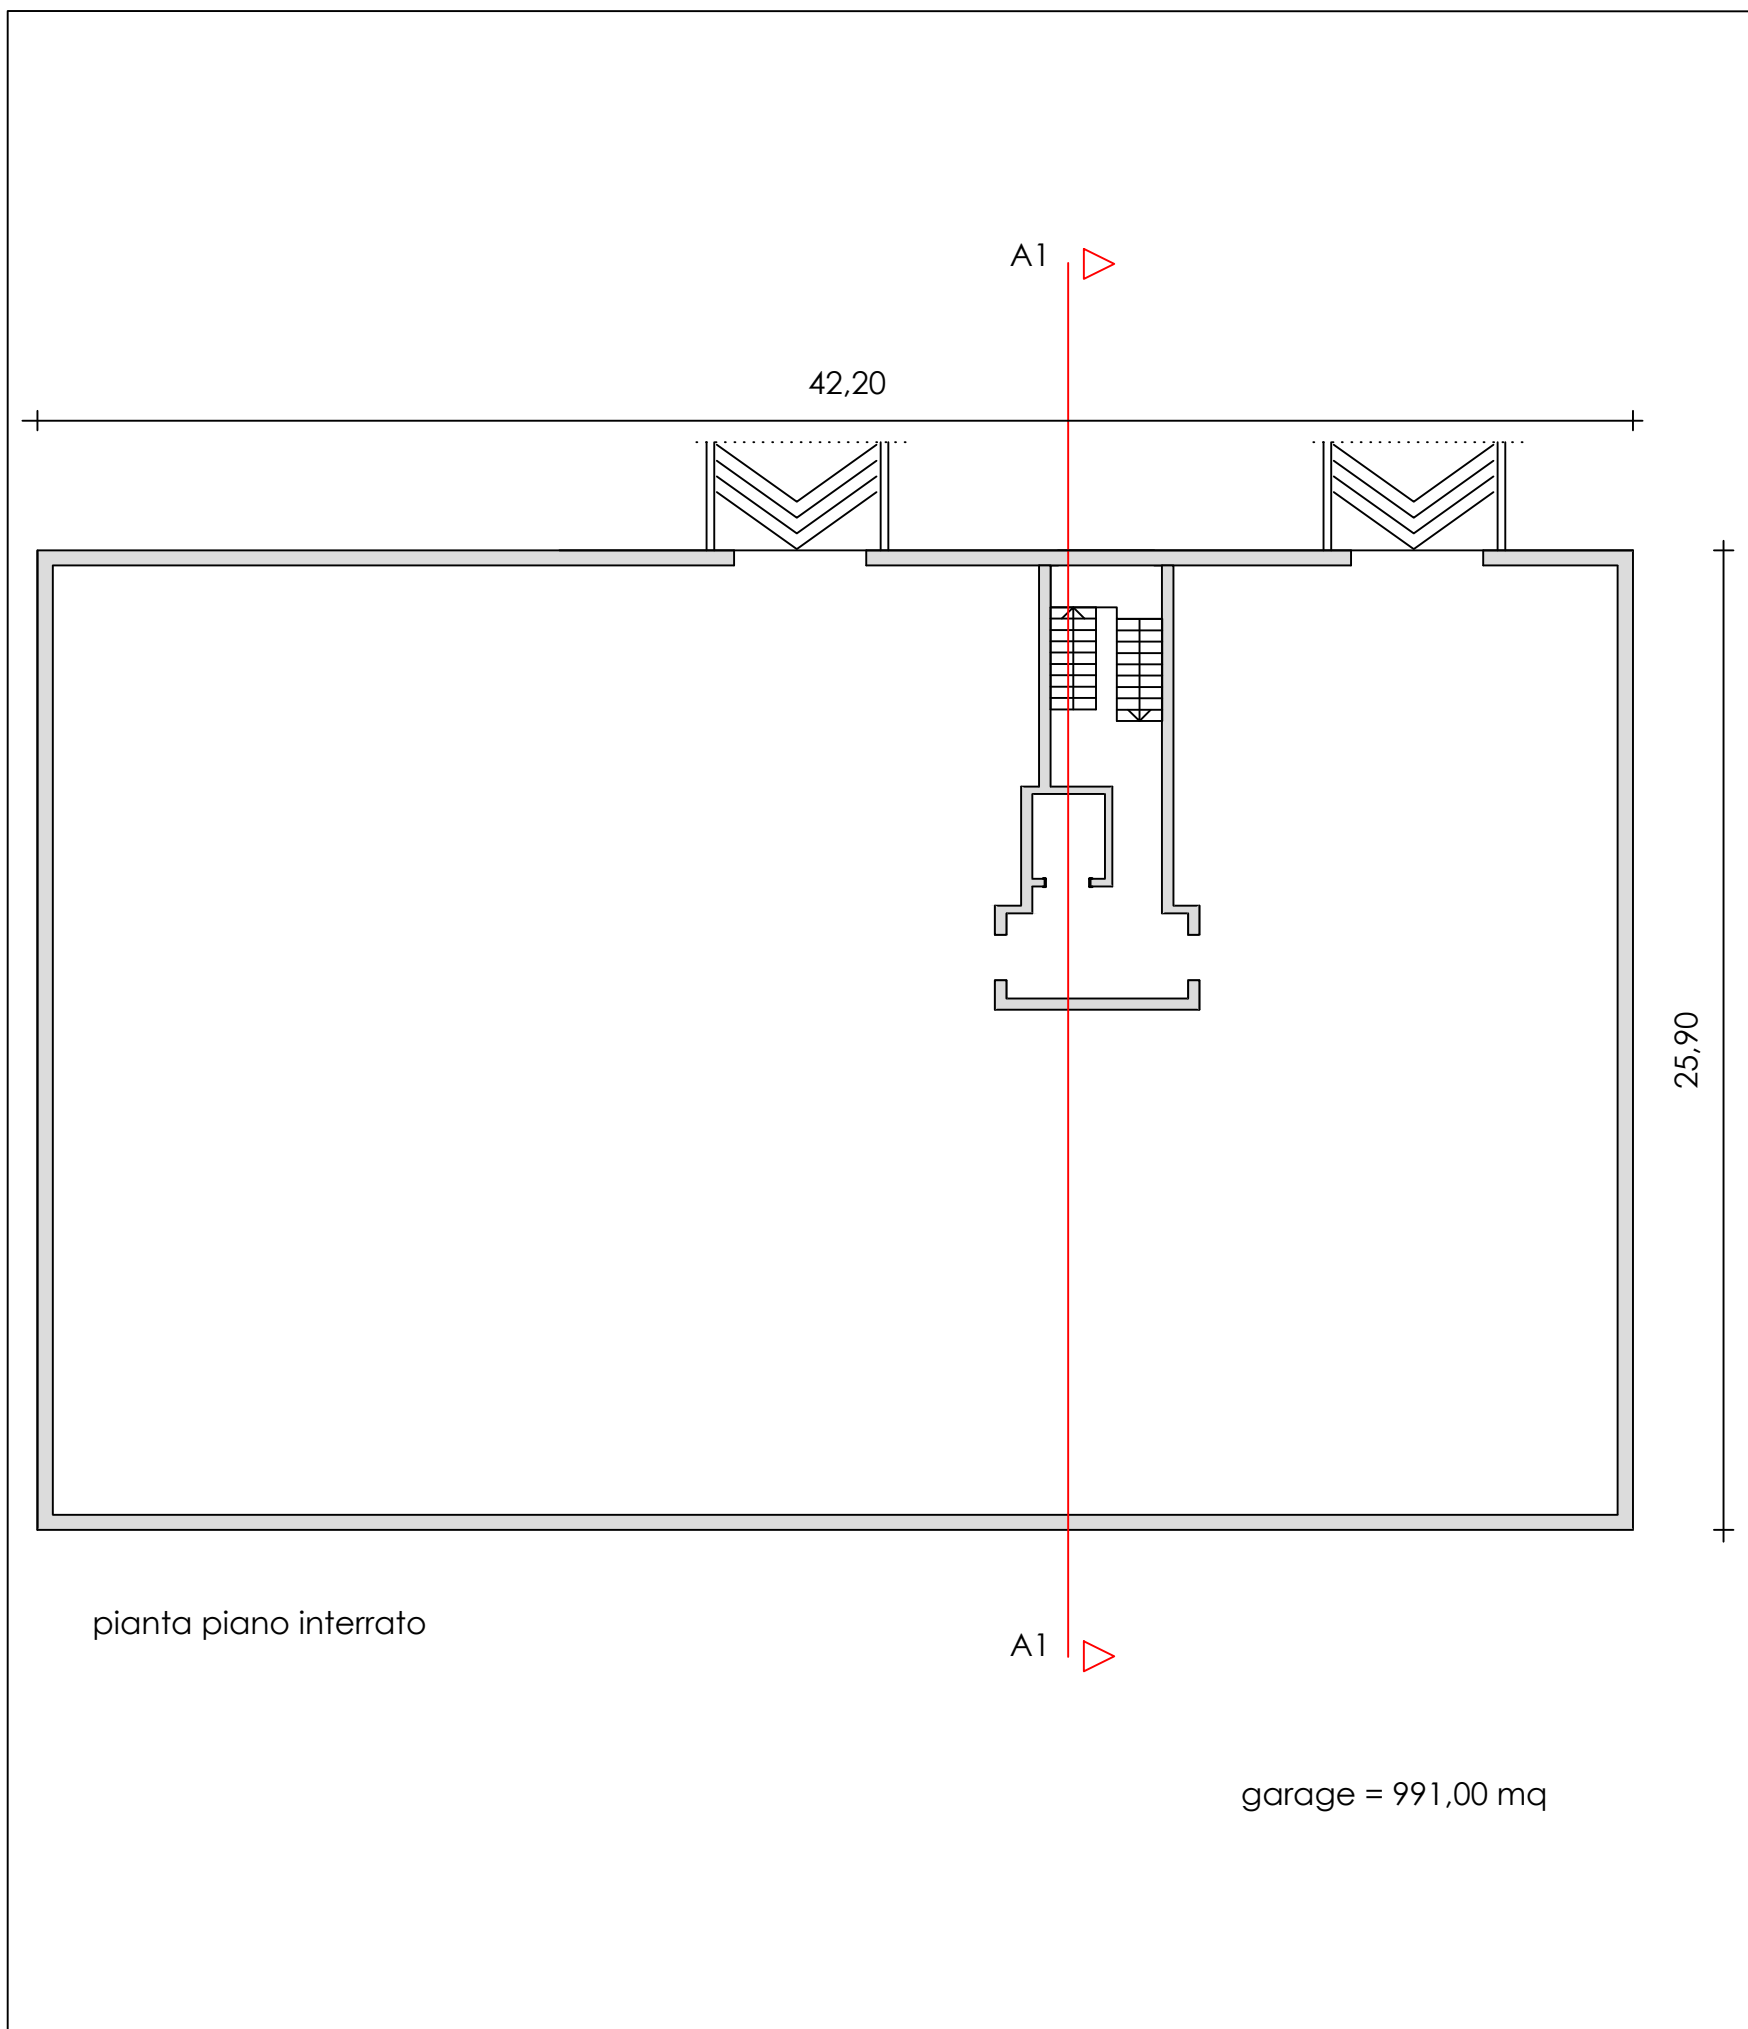 A1
42,20
25,90
pianta piano interrato
A1
garage = 991,00 mq